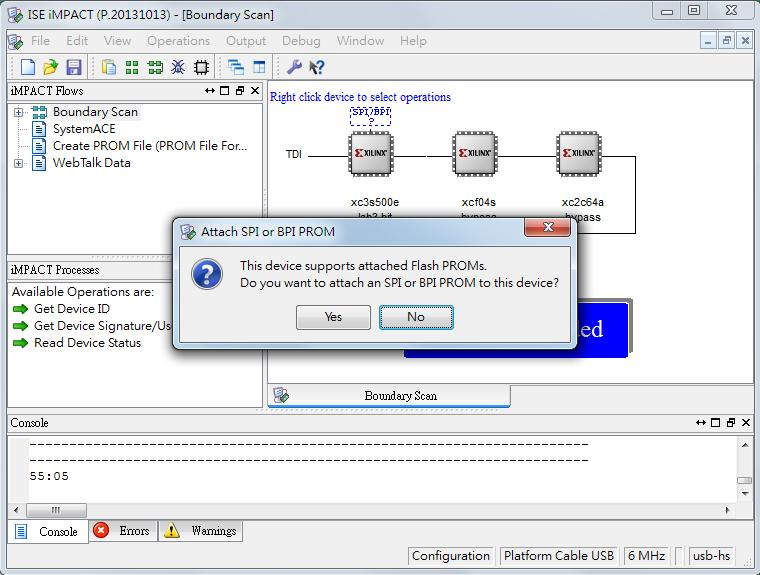 ISE iMPACT (P.20131013) - [Boundary Scan]
File Edit View Operations Output Debug Window Help
iMPACT Flows
Boundary Scan
SystemACE
Create PROM File (PROM File For...
WebTalk Data
Right click device to select operations
SPI/BPI
?
TDI
XILINX XILINX XILINX
xc3s500e xcf04s xc2c64a
bypass bypass
Attach SPI or BPI PROM
This device supports attached Flash PROMs.
Do you want to attach an SPI or BPI PROM to this device?
Yes No
iMPACT Processes
Available Operations are:
Get Device ID
Get Device Signature/Us
Read Device Status
Boundary Scan
Console
55:05
Console Errors Warnings
Configuration Platform Cable USB 6 MHz usb-hs